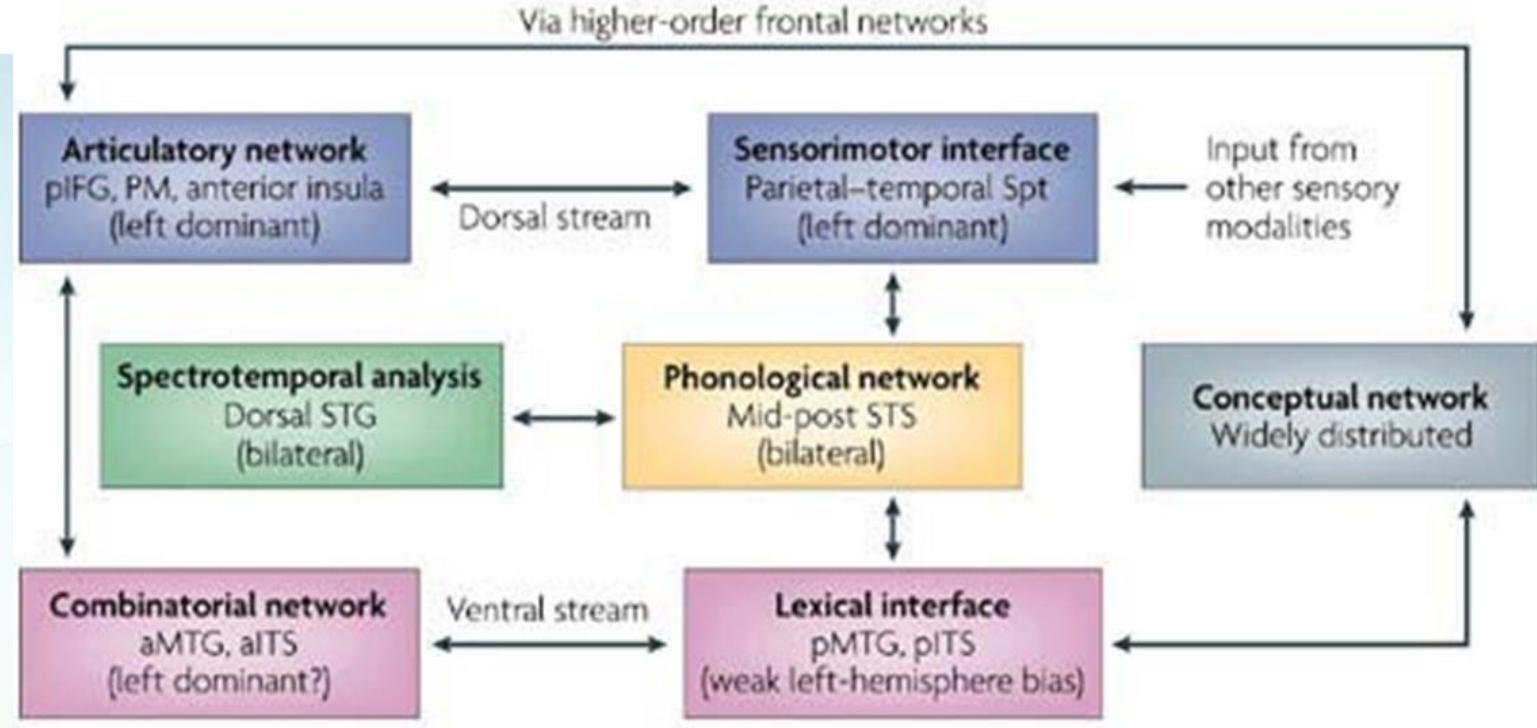 Via higher-order frontal networks
Articulatory network
pIFG, PM, anterior insula
(left dominant)
Dorsal stream
Sensorimotor interface
Parietal–temporal Spt
(left dominant)
Input from
other sensory
modalities
Spectrotemporal analysis
Dorsal STG
(bilateral)
Phonological network
Mid-post STS
(bilateral)
Conceptual network
Widely distributed
Combinatorial network
aMTG, aITS
(left dominant?)
Ventral stream
Lexical interface
pMTG, pITS
(weak left-hemisphere bias)